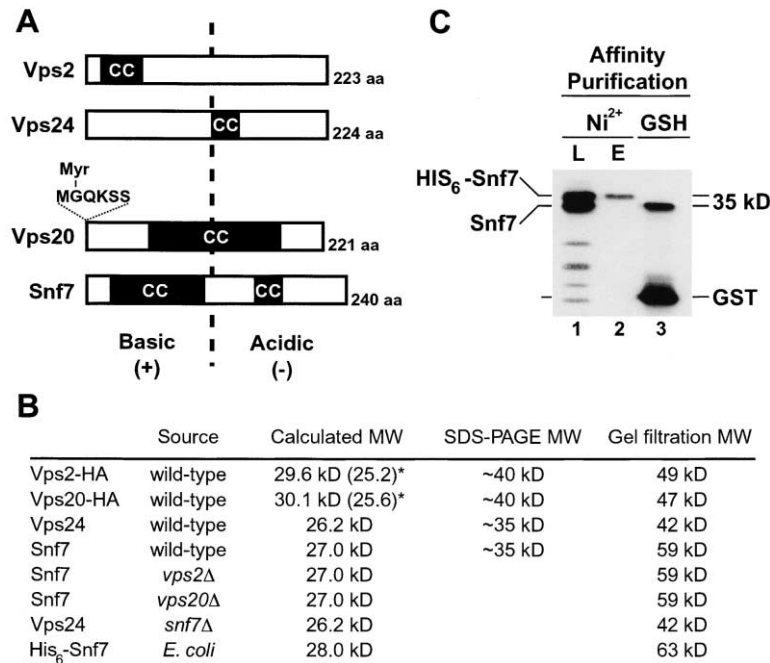 A
Vps2 CC 223 aa
Vps24 CC 224 aa
Myr
MGQKSS
Vps20 CC 221 aa
Snf7 CC CC 240 aa
Basic (+) Acidic (-)
C
Affinity Purification
Ni²⁺ GSH
L E
HIS₆-Snf7 35 kD
Snf7
GST
1 2 3
B
Source Calculated MW SDS-PAGE MW Gel filtration MW
Vps2-HA wild-type 29.6 kD (25.2)* ~40 kD 49 kD
Vps20-HA wild-type 30.1 kD (25.6)* ~40 kD 47 kD
Vps24 wild-type 26.2 kD ~35 kD 42 kD
Snf7 wild-type 27.0 kD ~35 kD 59 kD
Snf7 vps2Δ 27.0 kD 59 kD
Snf7 vps20Δ 27.0 kD 59 kD
Vps24 snf7Δ 26.2 kD 42 kD
His₆-Snf7 E. coli 28.0 kD 63 kD